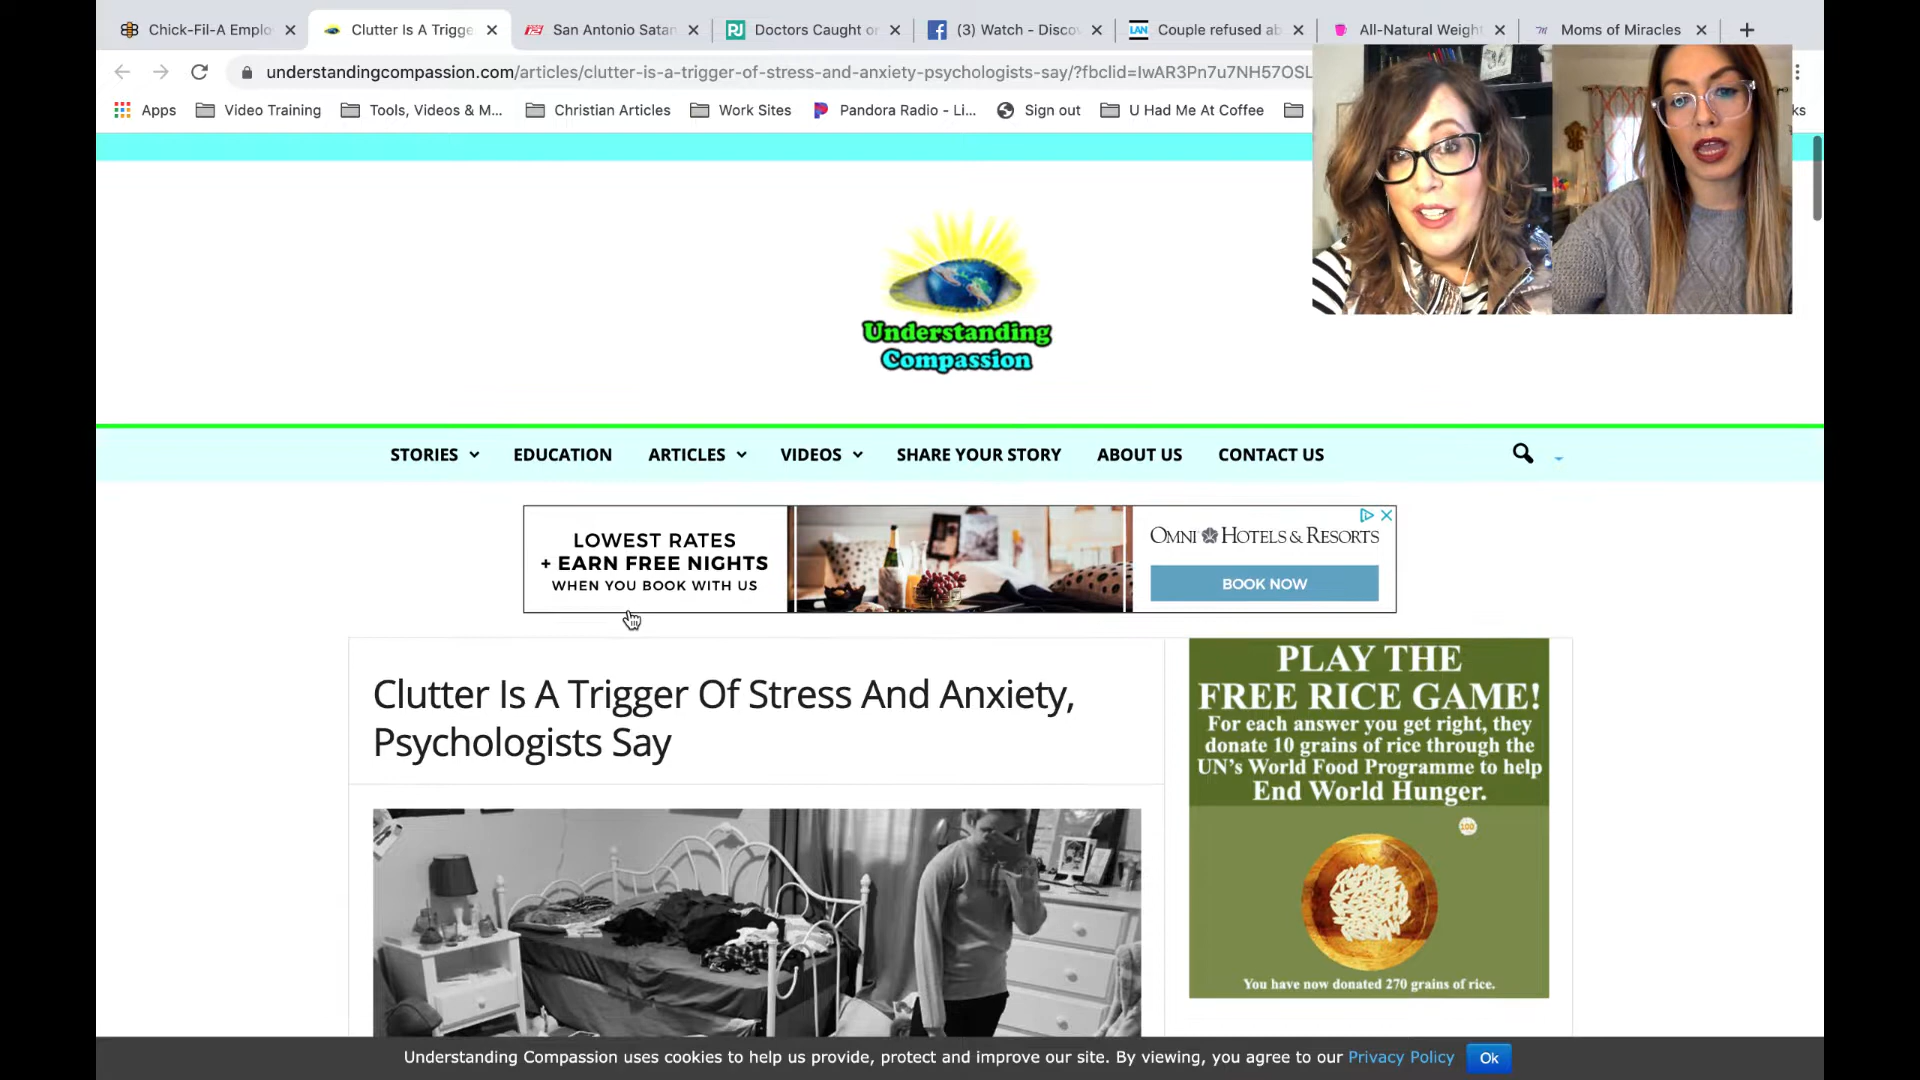 Chick-Fil-A Emplo
Clutter Is A Trigge
San Antonio Satan
Doctors Caught on
(3) Watch - Disco
Couple refused ab
All-Natural Weigh
Moms of Miracles
understandingcompassion.com/articles/clutter-is-a-trigger-of-stress-and-anxiety-psychologists-say/?fbclid=IwAR3Pn7u7NH57OSL
Apps
Video Training
Tools, Videos & M...
Christian Articles
Work Sites
Pandora Radio - Li...
Sign out
U Had Me At Coffee
ks
Understanding
Compassion
STORIES
EDUCATION
ARTICLES
VIDEOS
SHARE YOUR STORY
ABOUT US
CONTACT US
LOWEST RATES
+ EARN FREE NIGHTS
WHEN YOU BOOK WITH US
OMNI HOTELS & RESORTS
BOOK NOW
Clutter Is A Trigger Of Stress And Anxiety,
Psychologists Say
PLAY THE
FREE RICE GAME!
For each answer you get right, they
donate 10 grains of rice through the
UN's World Food Programme to help
End World Hunger.
100
You have now donated 270 grains of rice.
Understanding Compassion uses cookies to help us provide, protect and improve our site. By viewing, you agree to our Privacy Policy
Ok